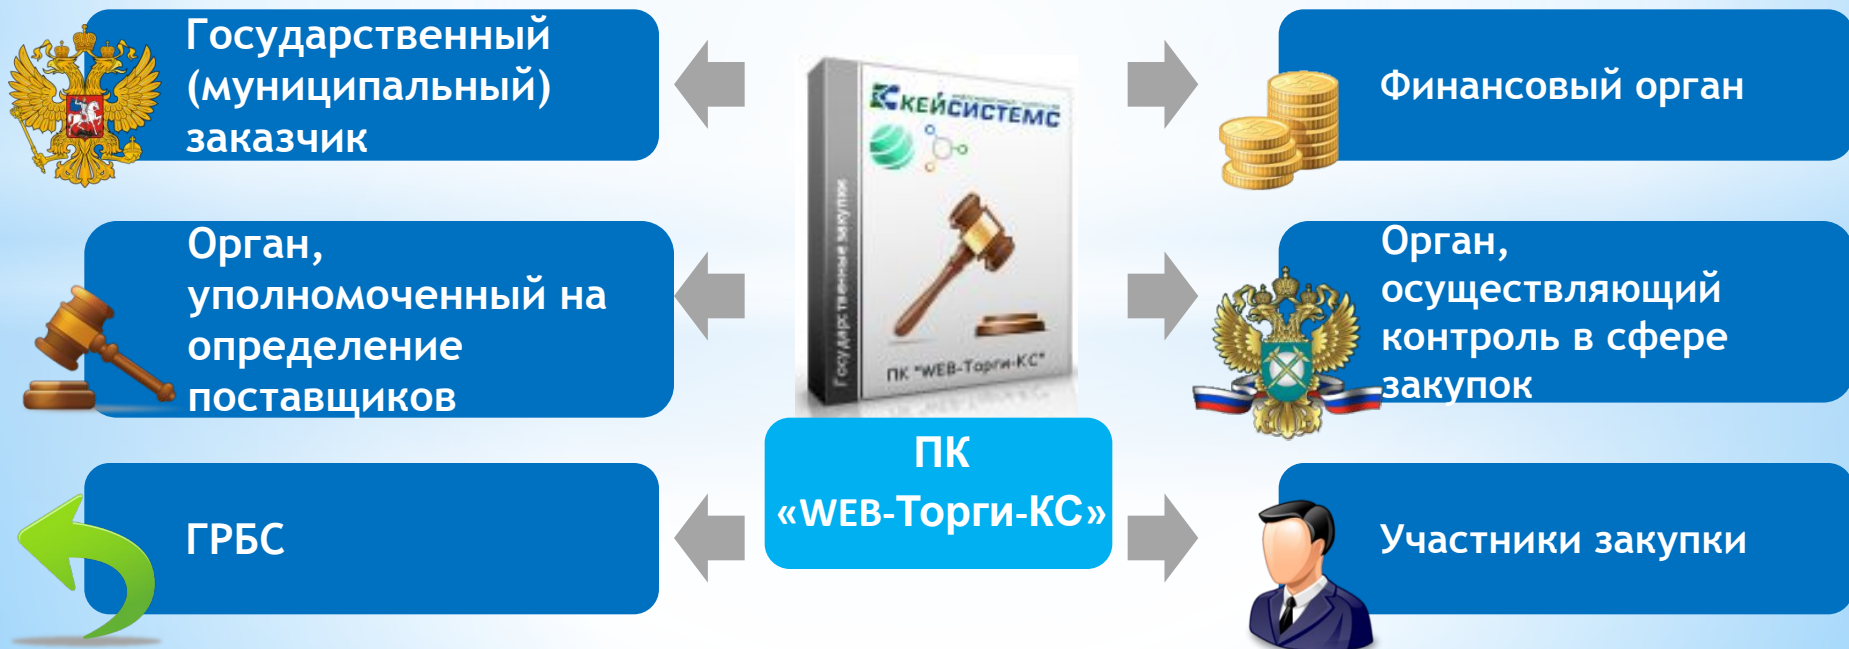 Государственный
(муниципальный)
заказчик
Орган,
уполномоченный на
определение
поставщиков
ГРБС
КЕЙСИСТЕМС
Государственные закупки
ПК "WEB-Торги-КС"
ПК
«WEB-Торги-КС»
Финансовый орган
Орган,
осуществляющий
контроль в сфере
закупок
Участники закупки